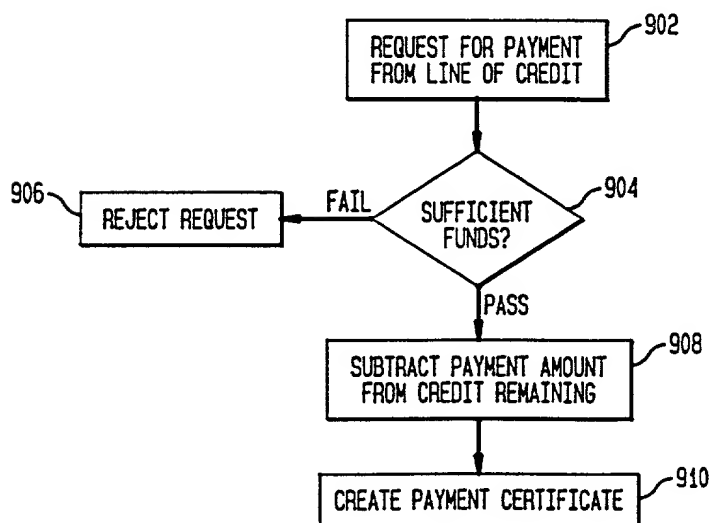 902
REQUEST FOR PAYMENT
FROM LINE OF CREDIT
904
906
FAIL
REJECT REQUEST
SUFFICIENT
FUNDS?
PASS
908
SUBTRACT PAYMENT AMOUNT
FROM CREDIT REMAINING
910
CREATE PAYMENT CERTIFICATE